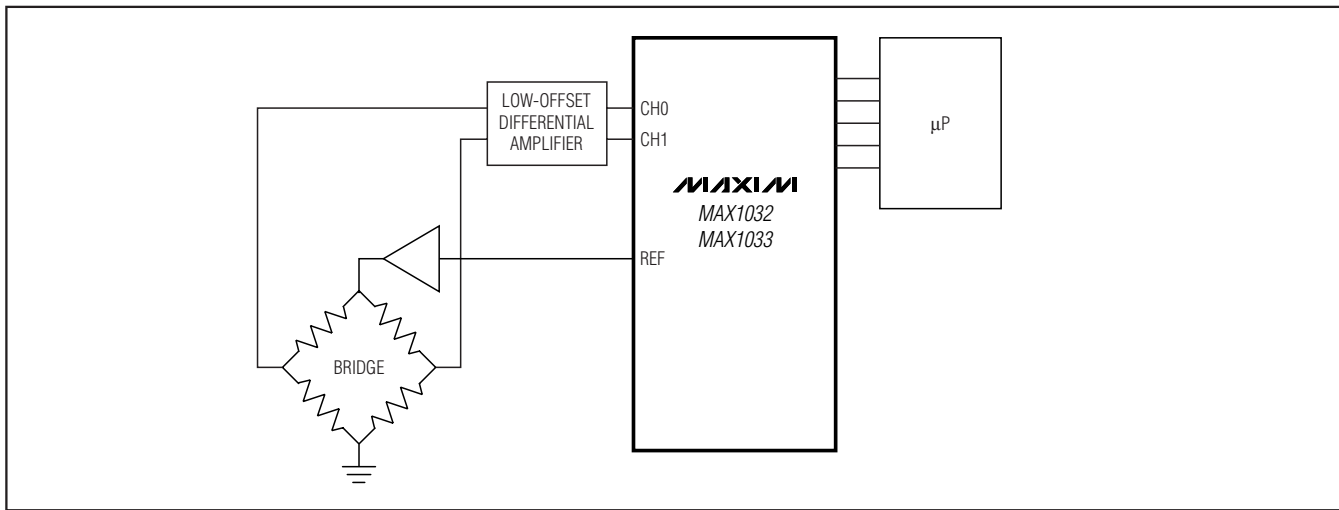 LOW-OFFSET
DIFFERENTIAL
AMPLIFIER
CH0
CH1
µP
MAXIM
MAX1032
MAX1033
REF
BRIDGE